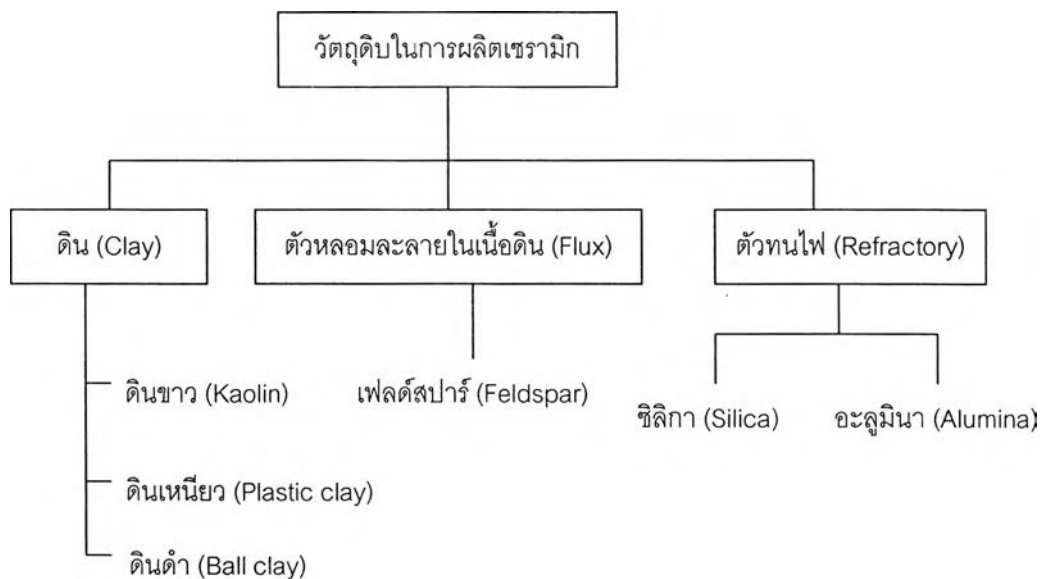 วัตถุดิบในการผลิตเซรามิก
ดิน (Clay)
ตัวหลอมละลายในเนื้อดิน (Flux)
ตัวทนไฟ (Refractory)
ดินขาว (Kaolin)
เฟลด์สปาร์ (Feldspar)
ซิลิกา (Silica)
อะลูมินา (Alumina)
ดินเหนียว (Plastic clay)
ดินดำ (Ball clay)